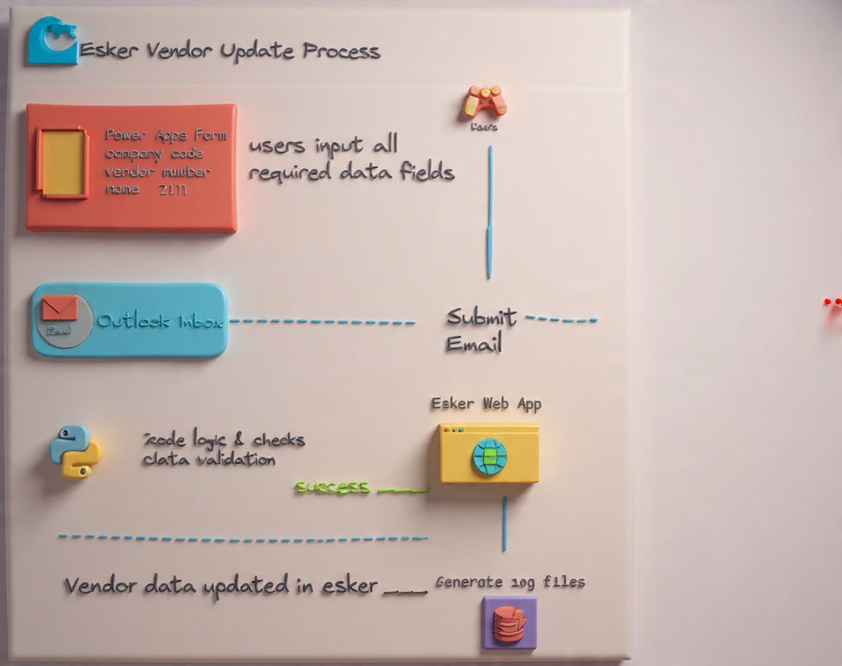 Esker Vendor Update Process
Power Apps Form
company code
vendor number
name
users input all
required data fields
Users
Email
Outlook Inbox
Submit
Email
Esker Web App
code logic & checks
data validation
success
Vendor data updated in esker
Generate log files